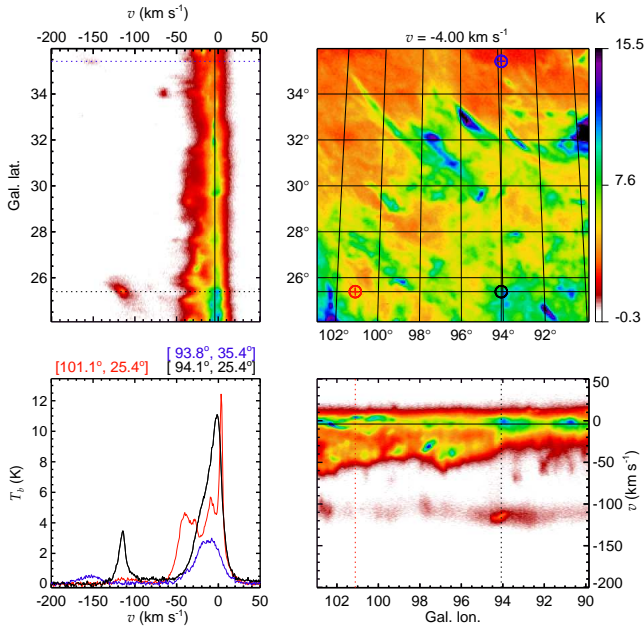 v (km s⁻¹)
-200 -150 -100 -50 0 50
Gal. lat.
34
32
30
28
26
v = -4.00 km s⁻¹
34°
32°
30°
28°
26°
102° 100° 98° 96° 94° 92°
K
15.5
7.6
-0.3
[ 93.8°, 35.4°]
[101.1°, 25.4°] [ 94.1°, 25.4°]
T_b (K)
12
10
8
6
4
2
0
-200 -150 -100 -50 0 50
v (km s⁻¹)
50
0
-50
-100
-150
-200
v (km s⁻¹)
102 100 98 96 94 92 90
Gal. lon.